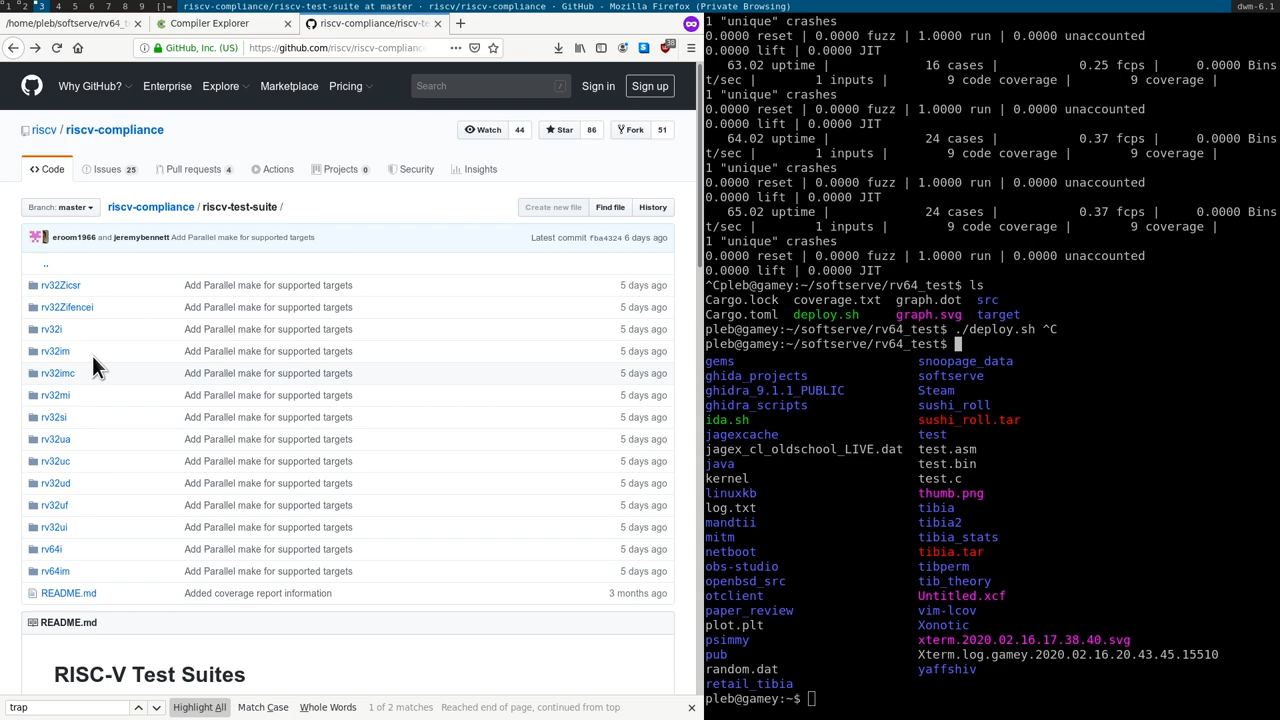 1 2 3 4 5 6 7 8 9 []= riscv-compliance/riscv-test-suite at master · riscv/riscv-compliance · GitHub - Mozilla Firefox (Private Browsing) dwm-6.1
/home/pleb/softserve/rv64_t
Compiler Explorer
riscv-compliance/riscv-te
GitHub, Inc. (US) https://github.com/riscv/riscv-compliance
38
Why GitHub? Enterprise Explore Marketplace Pricing Search / Sign in Sign up
riscv / riscv-compliance Watch 44 Star 86 Fork 51
Code Issues 25 Pull requests 4 Actions Projects 0 Security Insights
Branch: master riscv-compliance / riscv-test-suite / Create new file Find file History
eroom1966 and jeremybennett Add Parallel make for supported targets Latest commit fba4324 6 days ago
..
rv32Zicsr Add Parallel make for supported targets 5 days ago
rv32Zifencei Add Parallel make for supported targets 5 days ago
rv32i Add Parallel make for supported targets 5 days ago
rv32im Add Parallel make for supported targets 5 days ago
rv32imc Add Parallel make for supported targets 5 days ago
rv32mi Add Parallel make for supported targets 5 days ago
rv32si Add Parallel make for supported targets 5 days ago
rv32ua Add Parallel make for supported targets 5 days ago
rv32uc Add Parallel make for supported targets 5 days ago
rv32ud Add Parallel make for supported targets 5 days ago
rv32uf Add Parallel make for supported targets 5 days ago
rv32ui Add Parallel make for supported targets 5 days ago
rv64i Add Parallel make for supported targets 5 days ago
rv64im Add Parallel make for supported targets 5 days ago
README.md Added coverage report information 3 months ago
README.md
RISC-V Test Suites
trap Highlight All Match Case Whole Words 1 of 2 matches Reached end of page, continued from top
1 "unique" crashes
0.0000 reset | 0.0000 fuzz | 1.0000 run | 0.0000 unaccounted
0.0000 lift | 0.0000 JIT
63.02 uptime | 16 cases | 0.25 fcps | 0.0000 Bins
t/sec | 1 inputs | 9 code coverage | 9 coverage |
1 "unique" crashes
0.0000 reset | 0.0000 fuzz | 1.0000 run | 0.0000 unaccounted
0.0000 lift | 0.0000 JIT
64.02 uptime | 24 cases | 0.37 fcps | 0.0000 Bins
t/sec | 1 inputs | 9 code coverage | 9 coverage |
1 "unique" crashes
0.0000 reset | 0.0000 fuzz | 1.0000 run | 0.0000 unaccounted
0.0000 lift | 0.0000 JIT
65.02 uptime | 24 cases | 0.37 fcps | 0.0000 Bins
t/sec | 1 inputs | 9 code coverage | 9 coverage |
1 "unique" crashes
0.0000 reset | 0.0000 fuzz | 1.0000 run | 0.0000 unaccounted
0.0000 lift | 0.0000 JIT
^Cpleb@gamey:~/softserve/rv64_test$ ls
Cargo.lock coverage.txt graph.dot src
Cargo.toml deploy.sh graph.svg target
pleb@gamey:~/softserve/rv64_test$ ./deploy.sh ^C
pleb@gamey:~/softserve/rv64_test$
gems snoopage_data
ghida_projects softserve
ghidra_9.1.1_PUBLIC Steam
ghidra_scripts sushi_roll
ida.sh sushi_roll.tar
jagexcache test
jagex_cl_oldschool_LIVE.dat test.asm
java test.bin
kernel test.c
linuxkb thumb.png
log.txt tibia
mandtii tibia2
mitm tibia_stats
netboot tibia.tar
obs-studio tibperm
openbsd_src tib_theory
otclient Untitled.xcf
paper_review vim-lcov
plot.plt Xonotic
psimmy xterm.2020.02.16.17.38.40.svg
pub Xterm.log.gamey.2020.02.16.20.43.45.15510
random.dat yaffshiv
retail_tibia
pleb@gamey:~$